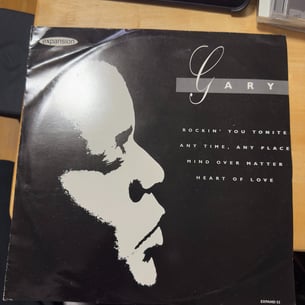 expansion
GARY
ROCKIN' YOU TONITE
ANY TIME, ANY PLACE
MIND OVER MATTER
HEART OF LOVE